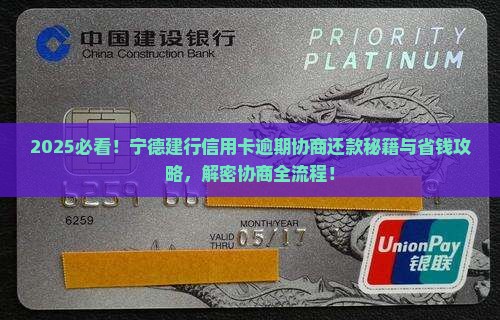 中国建设银行
China Construction Bank
PRIORITY
PLATINUM
2025必看！宁德建行信用卡逾期协商还款秘籍与省钱攻
略，解密协商全流程！
6259 66
6259
MONTH/YEAR
VALID
THRU 05/17
UnionPay
银联